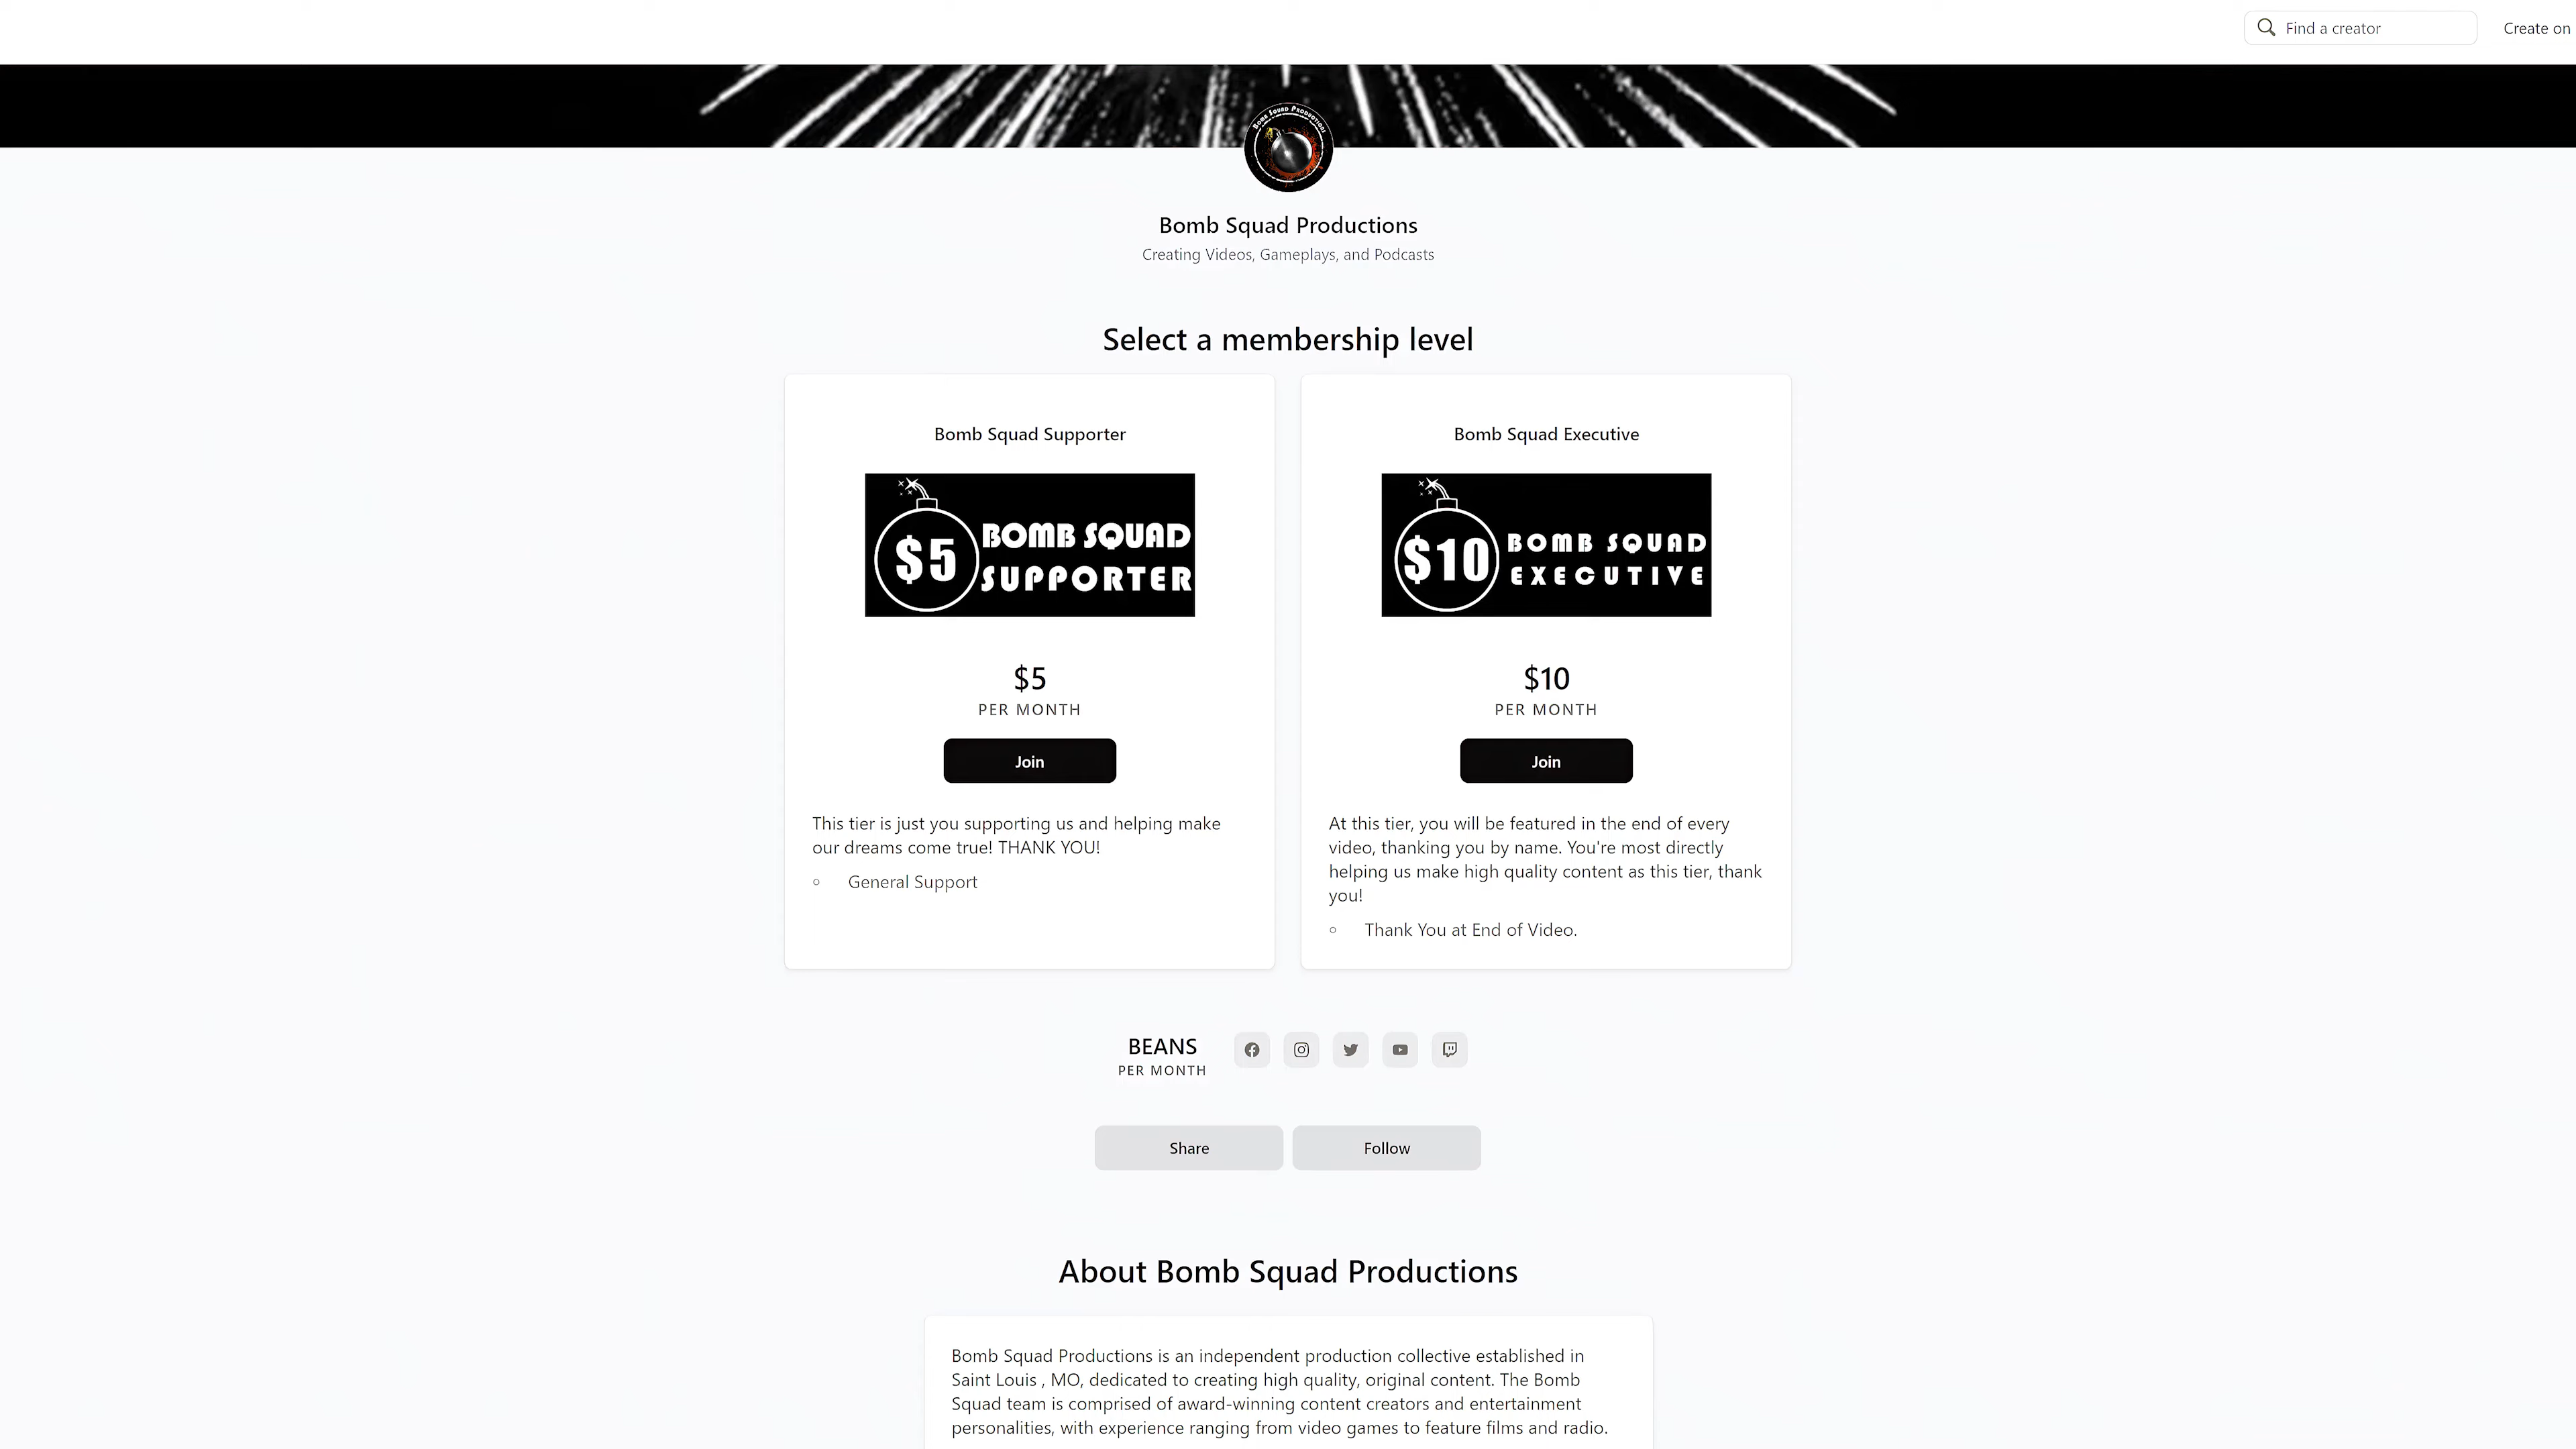 Find a creator
Create on
BOMB SQUAD PRODUCTIONS
Bomb Squad Productions
Creating Videos, Gameplays, and Podcasts
Select a membership level
Bomb Squad Supporter
$5 BOMB SQUAD
SUPPORTER
$5
PER MONTH
Join
This tier is just you supporting us and helping make
our dreams come true! THANK YOU!
General Support
Bomb Squad Executive
$10 BOMB SQUAD
EXECUTIVE
$10
PER MONTH
Join
At this tier, you will be featured in the end of every
video, thanking you by name. You're most directly
helping us make high quality content as this tier, thank
you!
Thank You at End of Video.
BEANS
PER MONTH
Share
Follow
About Bomb Squad Productions
Bomb Squad Productions is an independent production collective established in
Saint Louis , MO, dedicated to creating high quality, original content. The Bomb
Squad team is comprised of award-winning content creators and entertainment
personalities, with experience ranging from video games to feature films and radio.